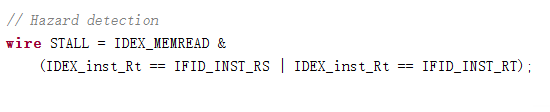 // Hazard detection
wire STALL = IDEX_MEMREAD &
(IDEX_inst_Rt == IFID_INST_RS | IDEX_inst_Rt == IFID_INST_RT);